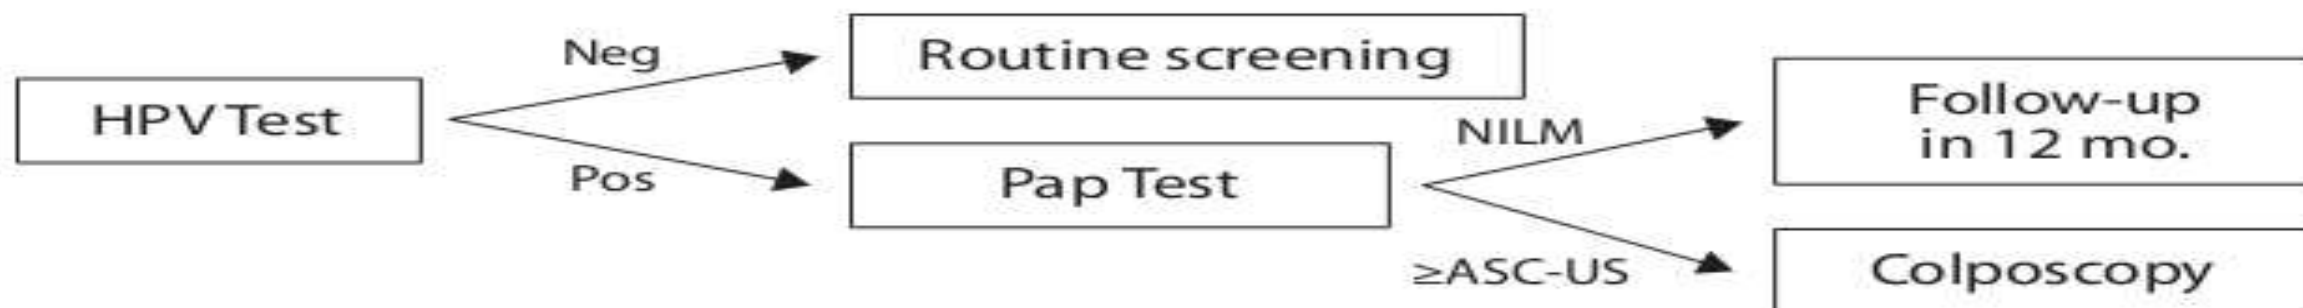 HPV Test
Neg
Pos
Routine screening
Pap Test
NILM
≥ASC-US
Follow-up
in 12 mo.
Colposcopy